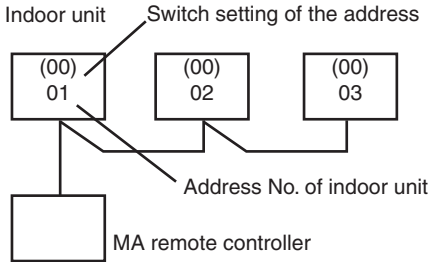 Indoor unit
Switch setting of the address
(00)
01
(00)
02
(00)
03
Address No. of indoor unit
MA remote controller